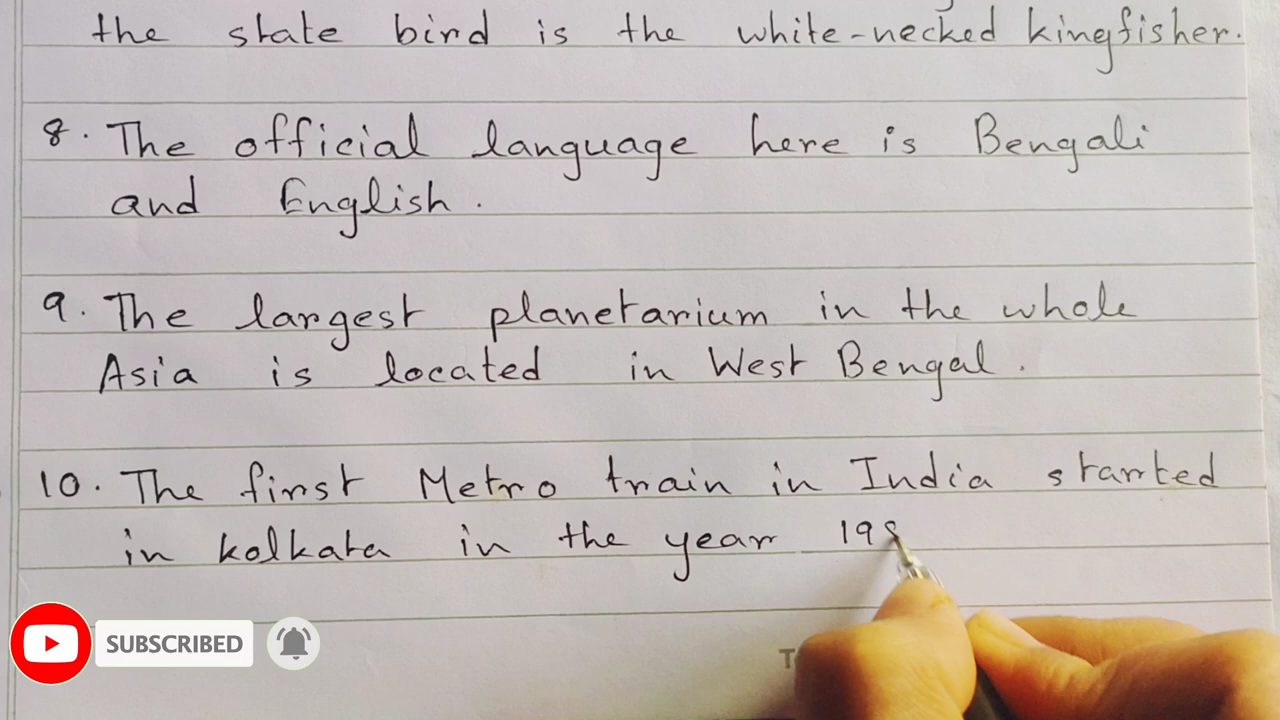 the state bird is the white-necked kingfisher.
8. The official language here is Bengali
and English.
9. The largest planetarium in the whole
Asia is located in West Bengal.
10. The first Metro train in India started
in kolkata in the year 198
SUBSCRIBED